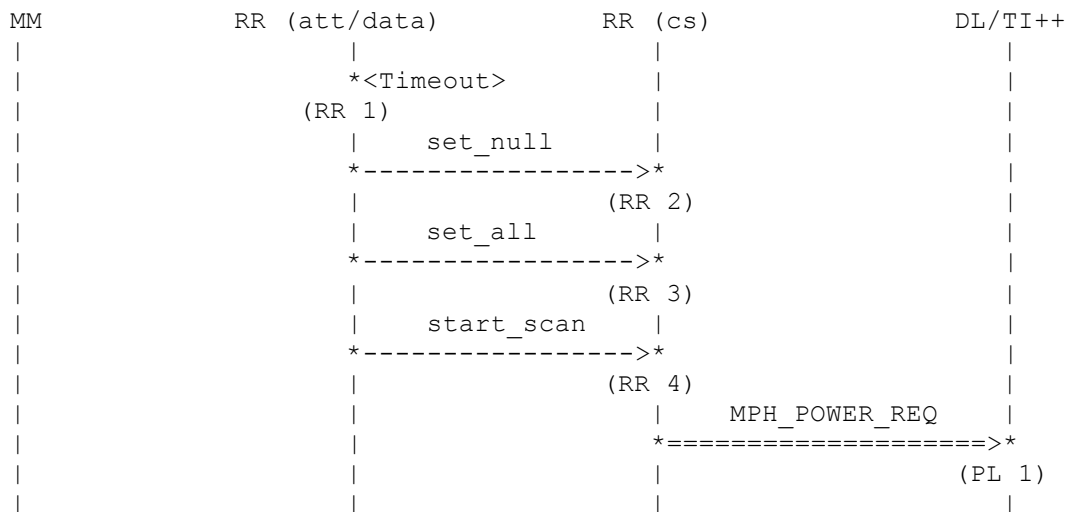 MM RR (att/data) RR (cs) DL/TI++
| | | |
| *<Timeout> | |
| (RR 1) | |
| | set_null | |
| *----------------->* |
| | (RR 2) |
| | set_all | |
| *----------------->* |
| | (RR 3) |
| | start_scan | |
| *----------------->* |
| | (RR 4) |
| | | MPH_POWER_REQ |
| | *=====================>*
| | | (PL 1)
| | | |